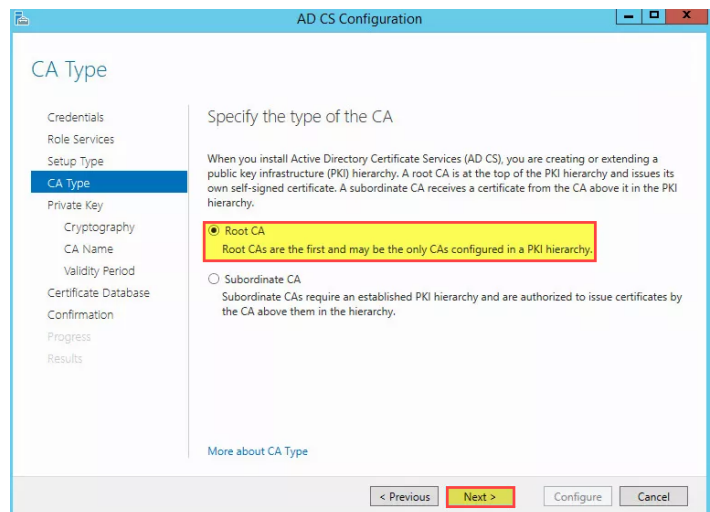 AD CS Configuration
CA Type
Credentials
Role Services
Setup Type
CA Type
Private Key
Cryptography
CA Name
Validity Period
Certificate Database
Confirmation
Progress
Results
Specify the type of the CA
When you install Active Directory Certificate Services (AD CS), you are creating or extending a
public key infrastructure (PKI) hierarchy. A root CA is at the top of the PKI hierarchy and issues its
own self-signed certificate. A subordinate CA receives a certificate from the CA above it in the PKI
hierarchy.
Root CA
Root CAs are the first and may be the only CAs configured in a PKI hierarchy.
Subordinate CA
Subordinate CAs require an established PKI hierarchy and are authorized to issue certificates by
the CA above them in the hierarchy.
More about CA Type
< Previous Next > Configure Cancel